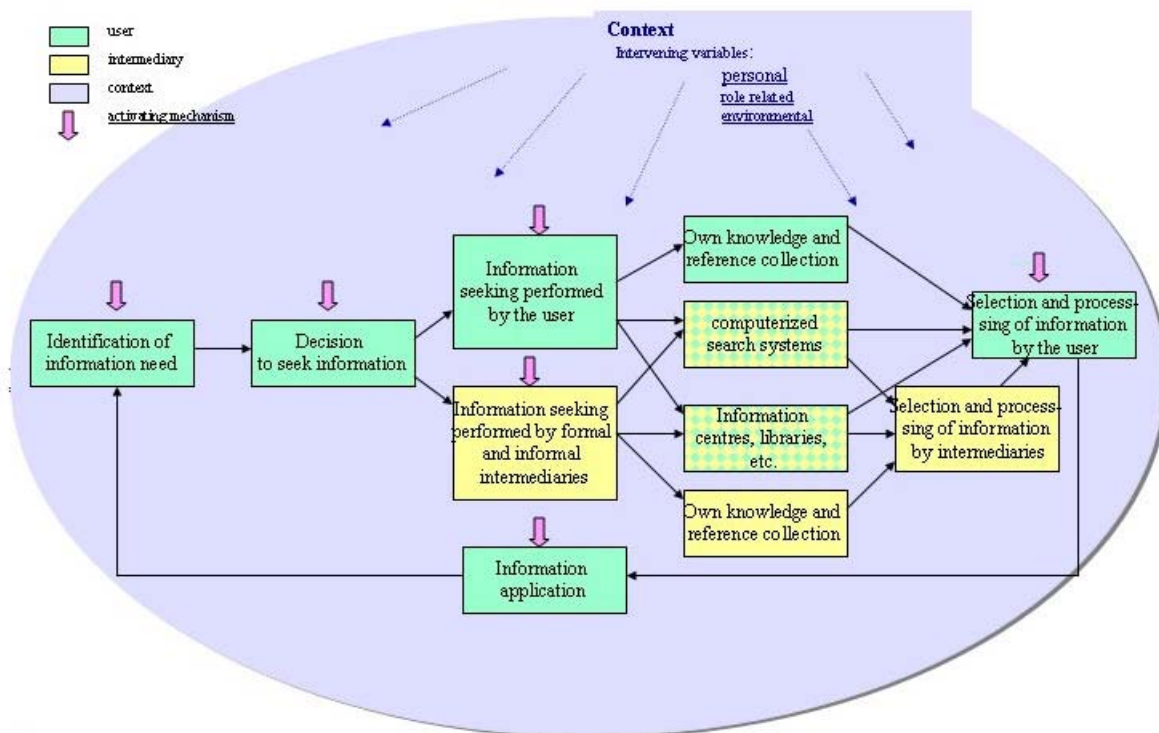 user
intermediary
context
activating mechanism
Context
Intervening variables:
personal
role related
environmental
Identification of
information need
Decision
to seek information
Information
seeking performed
by the user
Information seeking
performed by formal
and informal
intermediaries
Own knowledge and
reference collection
computerized
search systems
Information
centres, libraries,
etc.
Own knowledge and
reference collection
Selection and process-
sing of information
by the user
Selection and process-
sing of information
by intermediaries
Information
application